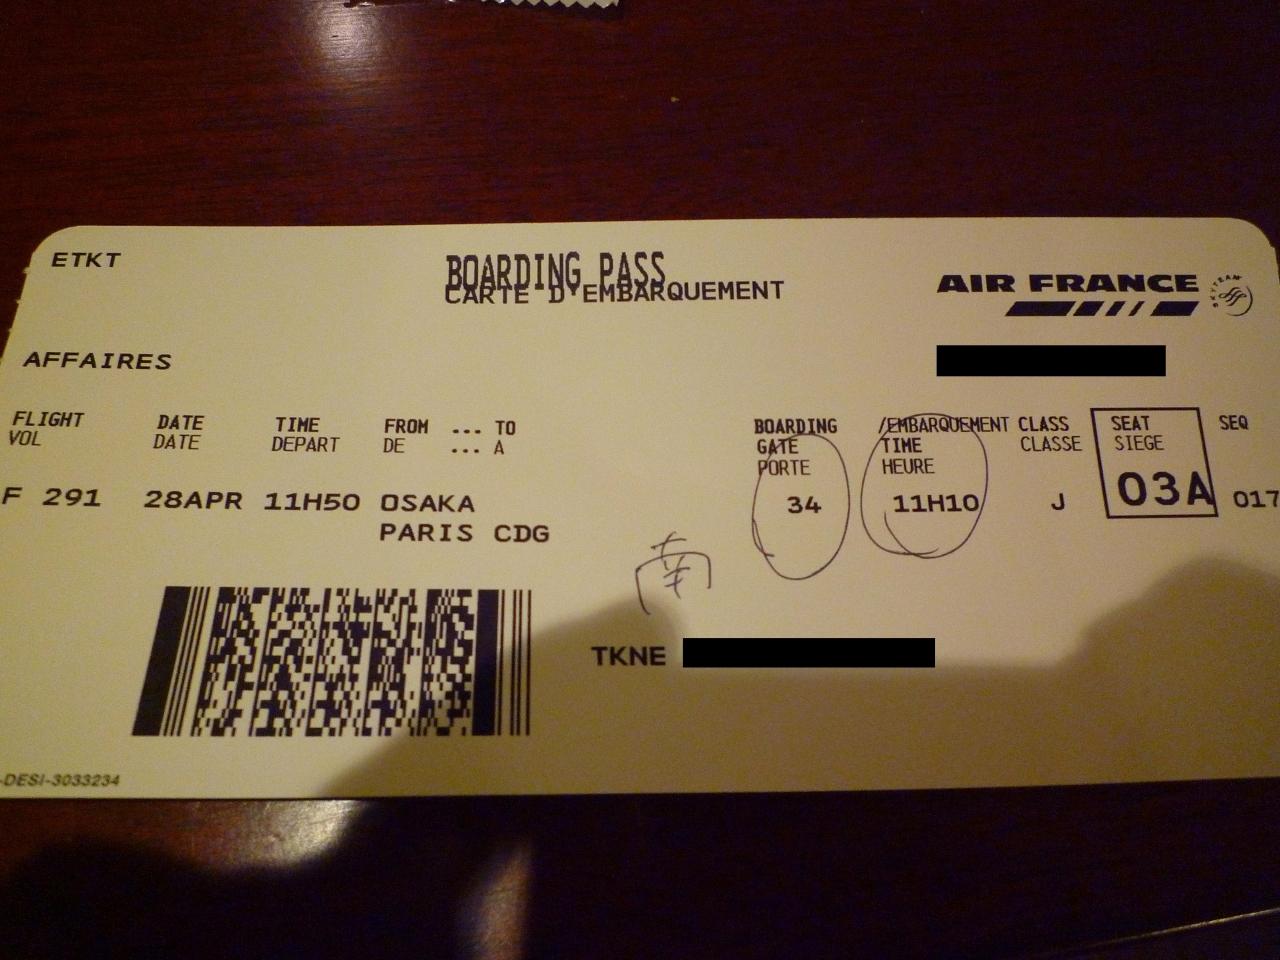 ETKT
BOARDING PASS
CARTE D'EMBARQUEMENT
AIR FRANCE
SKYTEAM
AFFAIRES
FLIGHT DATE TIME FROM ... TO BOARDING /EMBARQUEMENT CLASS SEAT SEQ
VOL DATE DEPART DE ... A GATE TIME CLASSE SIEGE
PORTE HEURE
F 291 28APR 11H50 OSAKA 34 11H10 J 03A 017
PARIS CDG
南
TKNE
-DESI-3033234